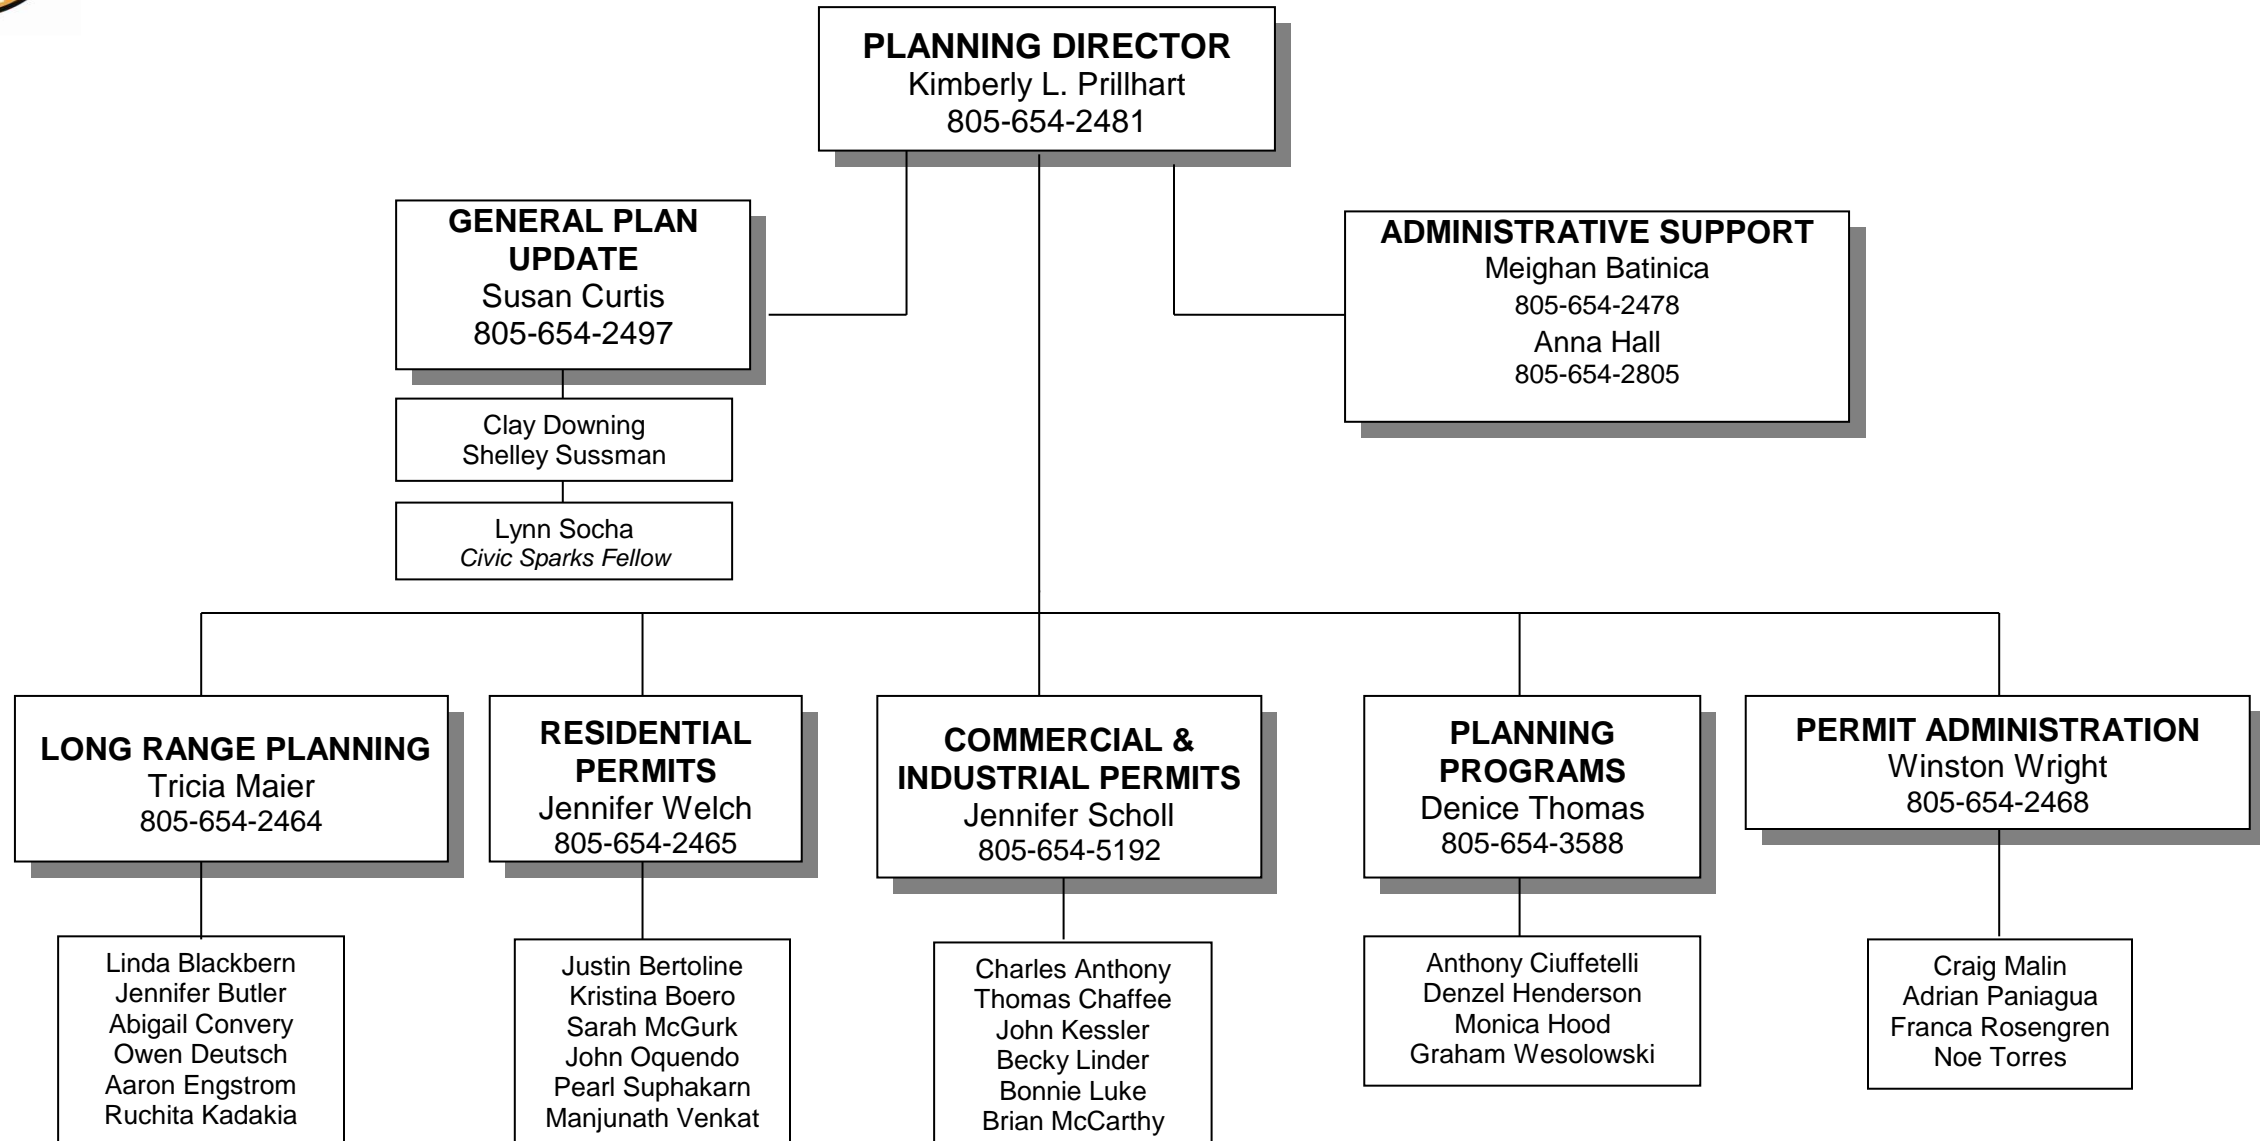 PLANNING DIRECTOR
Kimberly L. Prillhart
805-654-2481
GENERAL PLAN
UPDATE
Susan Curtis
805-654-2497
Clay Downing
Shelley Sussman
Lynn Socha
Civic Sparks Fellow
ADMINISTRATIVE SUPPORT
Meighan Batinica
805-654-2478
Anna Hall
805-654-2805
LONG RANGE PLANNING
Tricia Maier
805-654-2464
Linda Blackbern
Jennifer Butler
Abigail Convery
Owen Deutsch
Aaron Engstrom
Ruchita Kadakia
RESIDENTIAL
PERMITS
Jennifer Welch
805-654-2465
Justin Bertoline
Kristina Boero
Sarah McGurk
John Oquendo
Pearl Suphakarn
Manjunath Venkat
COMMERCIAL &
INDUSTRIAL PERMITS
Jennifer Scholl
805-654-5192
Charles Anthony
Thomas Chaffee
John Kessler
Becky Linder
Bonnie Luke
Brian McCarthy
PLANNING
PROGRAMS
Denice Thomas
805-654-3588
Anthony Ciuffetelli
Denzel Henderson
Monica Hood
Graham Wesolowski
PERMIT ADMINISTRATION
Winston Wright
805-654-2468
Craig Malin
Adrian Paniagua
Franca Rosengren
Noe Torres